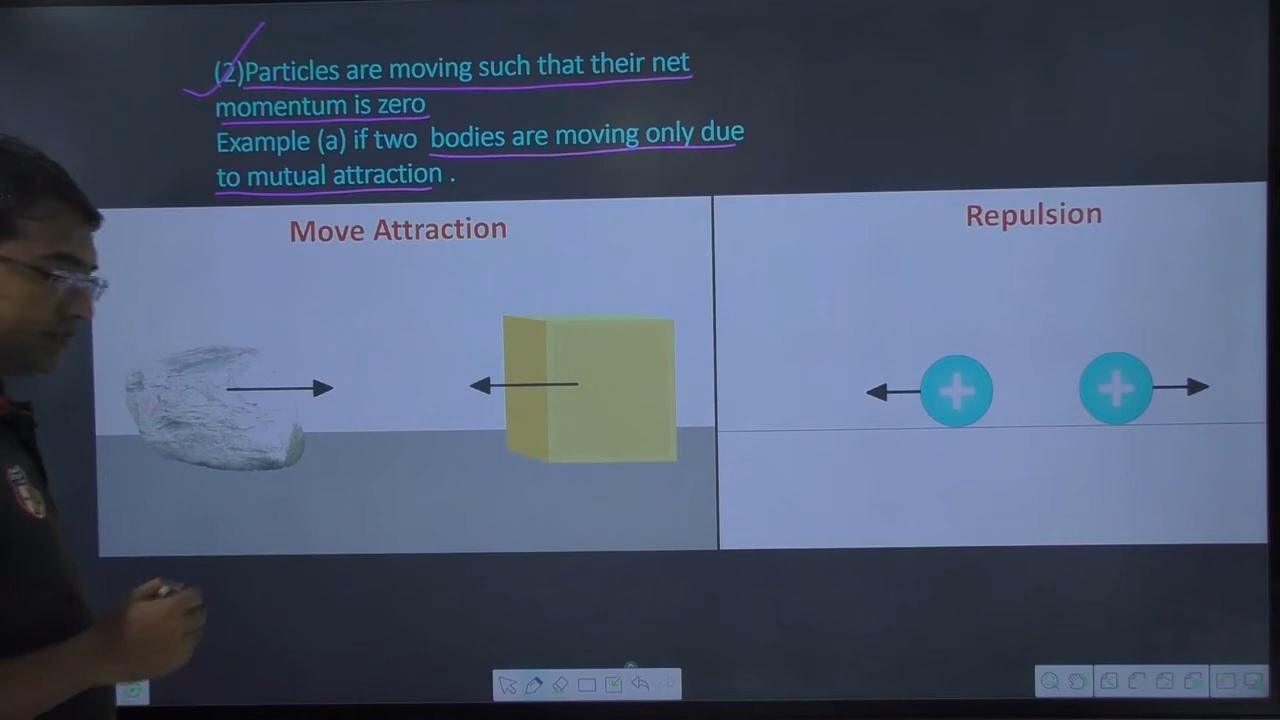 (2)Particles are moving such that their net
momentum is zero
Example (a) if two bodies are moving only due
to mutual attraction .
Move Attraction
Repulsion
+ +